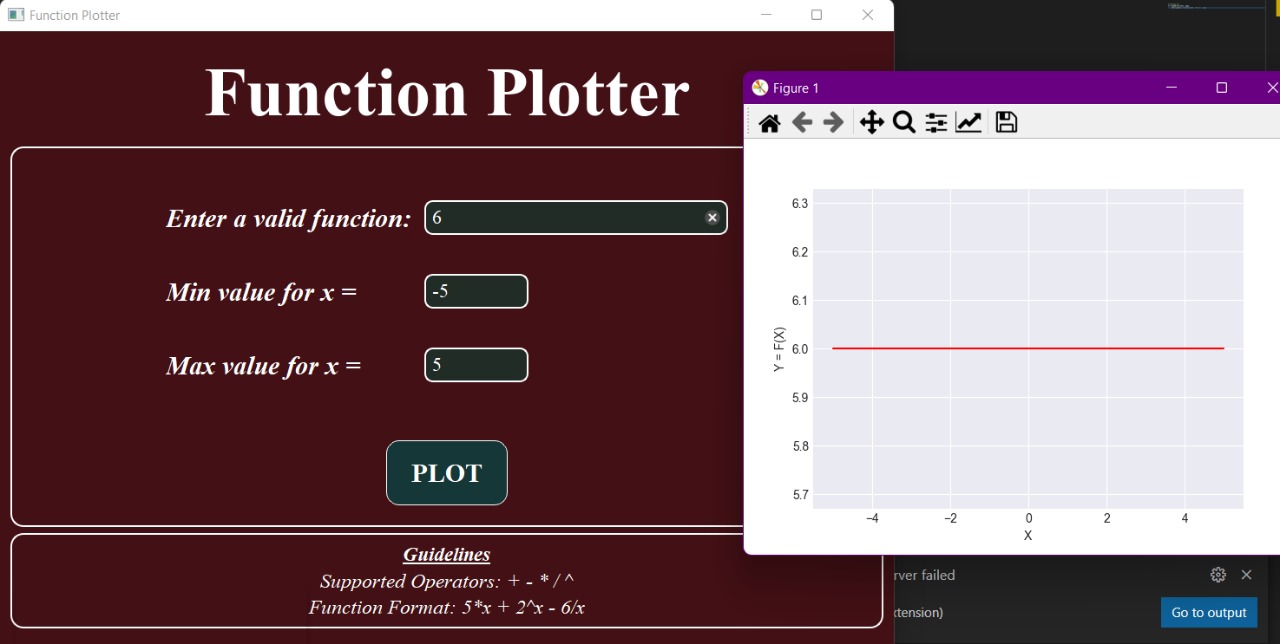 Function Plotter
Function Plotter
Enter a valid function: 6
Min value for x = -5
Max value for x = 5
PLOT
Guidelines
Supported Operators: + - * / ^
Function Format: 5*x + 2^x - 6/x
Figure 1
6.3
6.2
6.1
6.0
5.9
5.8
5.7
Y = F(X)
−4 −2 0 2 4
X
rver failed
xtension)
Go to output